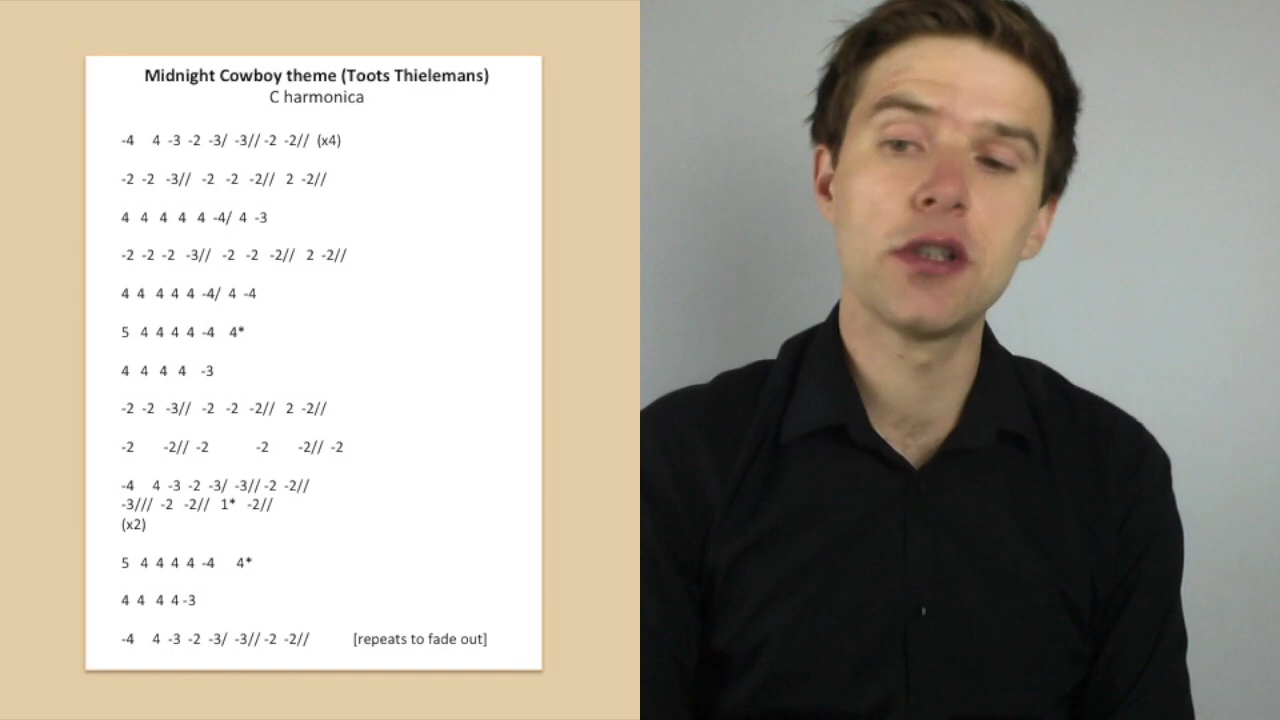 Midnight Cowboy theme (Toots Thielemans)
C harmonica
-4 4 -3 -2 -3/ -3// -2 -2// (x4)
-2 -2 -3// -2 -2 -2// 2 -2//
4 4 4 4 4 -4/ 4 -3
-2 -2 -2 -3// -2 -2 -2// 2 -2//
4 4 4 4 4 -4/ 4 -4
5 4 4 4 4 -4 4*
4 4 4 4 -3
-2 -2 -3// -2 -2 -2// 2 -2//
-2 -2// -2 -2 -2// -2
-4 4 -3 -2 -3/ -3// -2 -2//
-3/// -2 -2// 1* -2//
(x2)
5 4 4 4 4 -4 4*
4 4 4 4 -3
-4 4 -3 -2 -3/ -3// -2 -2// [repeats to fade out]